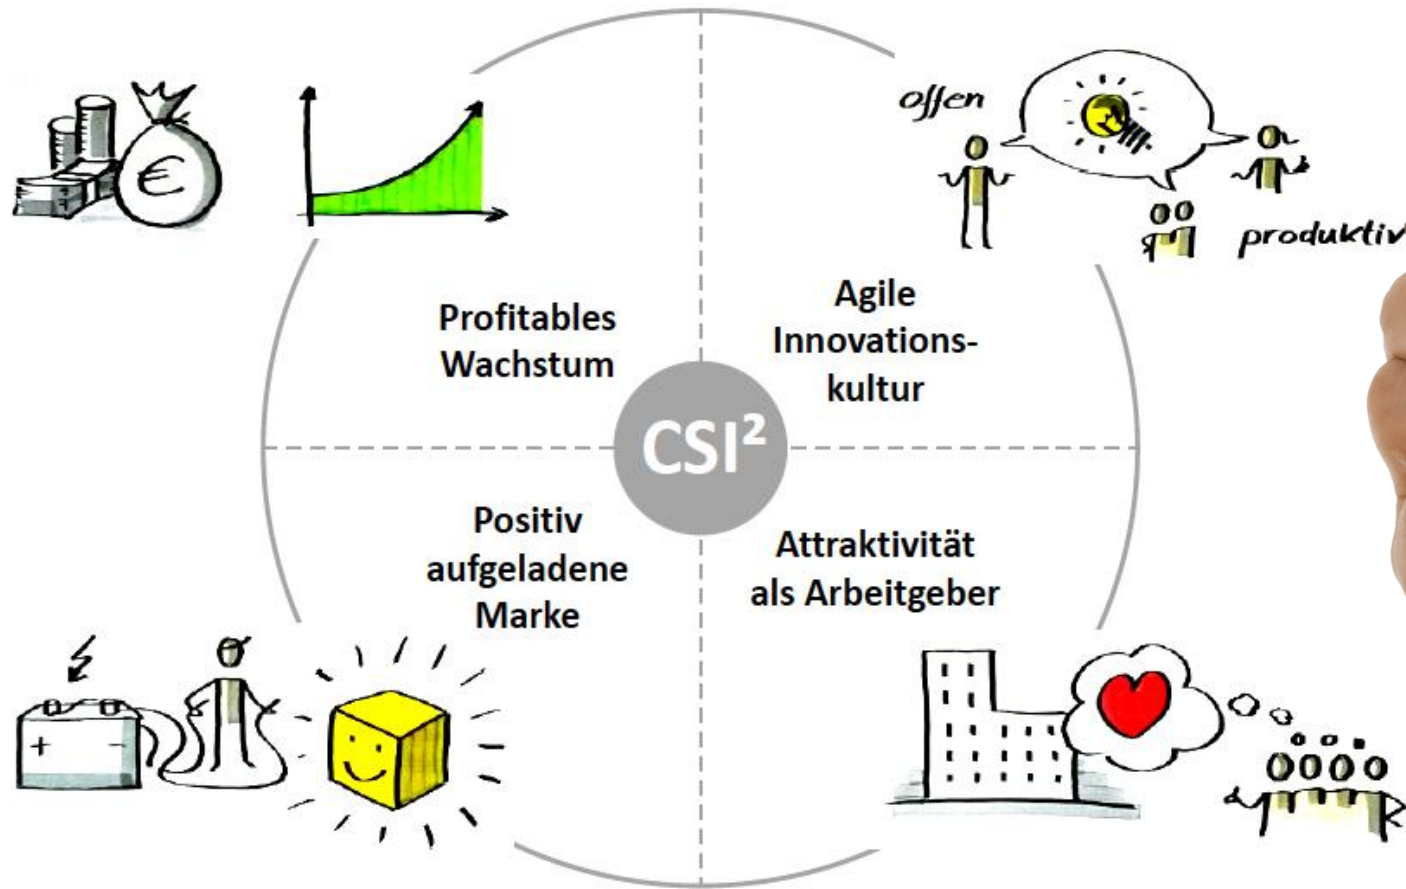 offen
produktiv
Profitables
Wachstum
Agile
Innovations-
kultur
CSI²
Positiv
aufgeladene
Marke
Attraktivität
als Arbeitgeber
€
+ -